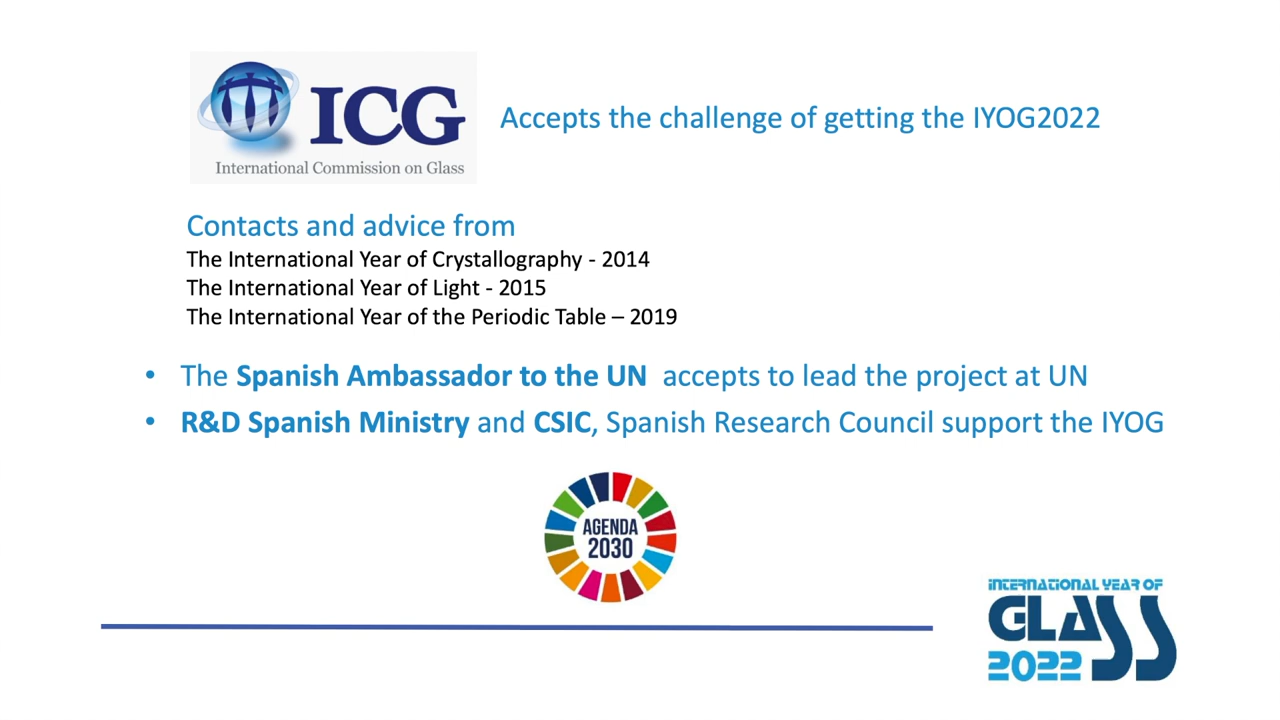 ICG
International Commission on Glass
Accepts the challenge of getting the IYOG2022
Contacts and advice from
The International Year of Crystallography - 2014
The International Year of Light - 2015
The International Year of the Periodic Table – 2019
• The Spanish Ambassador to the UN accepts to lead the project at UN
• R&D Spanish Ministry and CSIC, Spanish Research Council support the IYOG
AGENDA
2030
INTERNATIONAL YEAR OF
GLASS
2022